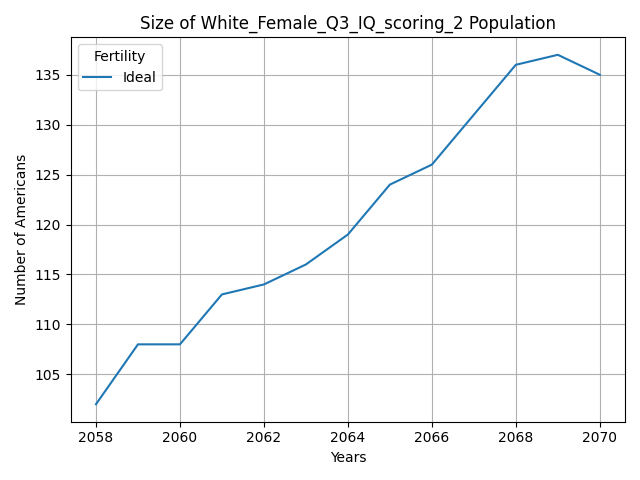 Size of White_Female_Q3_IQ_scoring_2 Population
Fertility
Ideal
Number of Americans
135
130
125
120
115
110
105
2058 2060 2062 2064 2066 2068 2070
Years